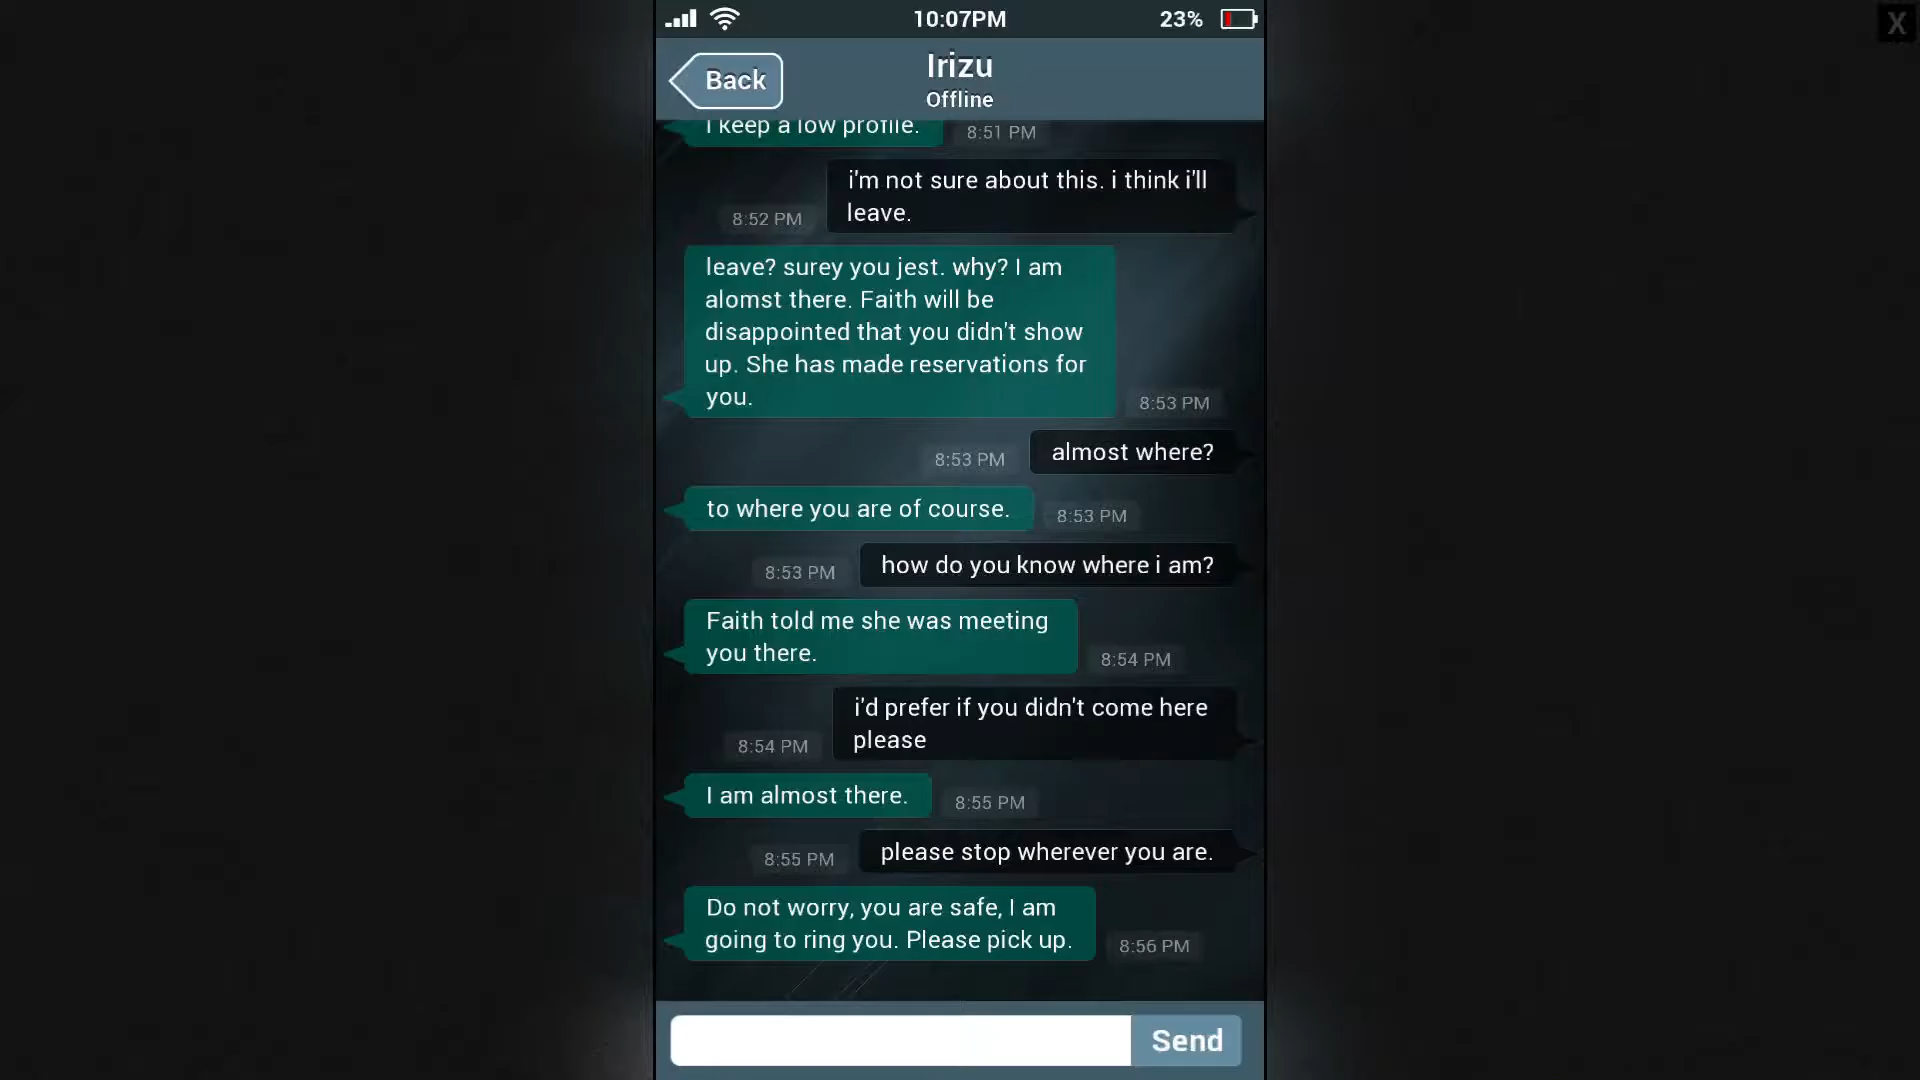 10:07PM
23%
X
Back
Irizu
Offline
I keep a low profile.
8:51 PM
i'm not sure about this. i think i'll
leave.
8:52 PM
leave? surey you jest. why? I am
alomst there. Faith will be
disappointed that you didn't show
up. She has made reservations for
you.
8:53 PM
almost where?
8:53 PM
to where you are of course.
8:53 PM
how do you know where i am?
8:53 PM
Faith told me she was meeting
you there.
8:54 PM
i'd prefer if you didn't come here
please
8:54 PM
I am almost there.
8:55 PM
please stop wherever you are.
8:55 PM
Do not worry, you are safe, I am
going to ring you. Please pick up.
8:56 PM
Send